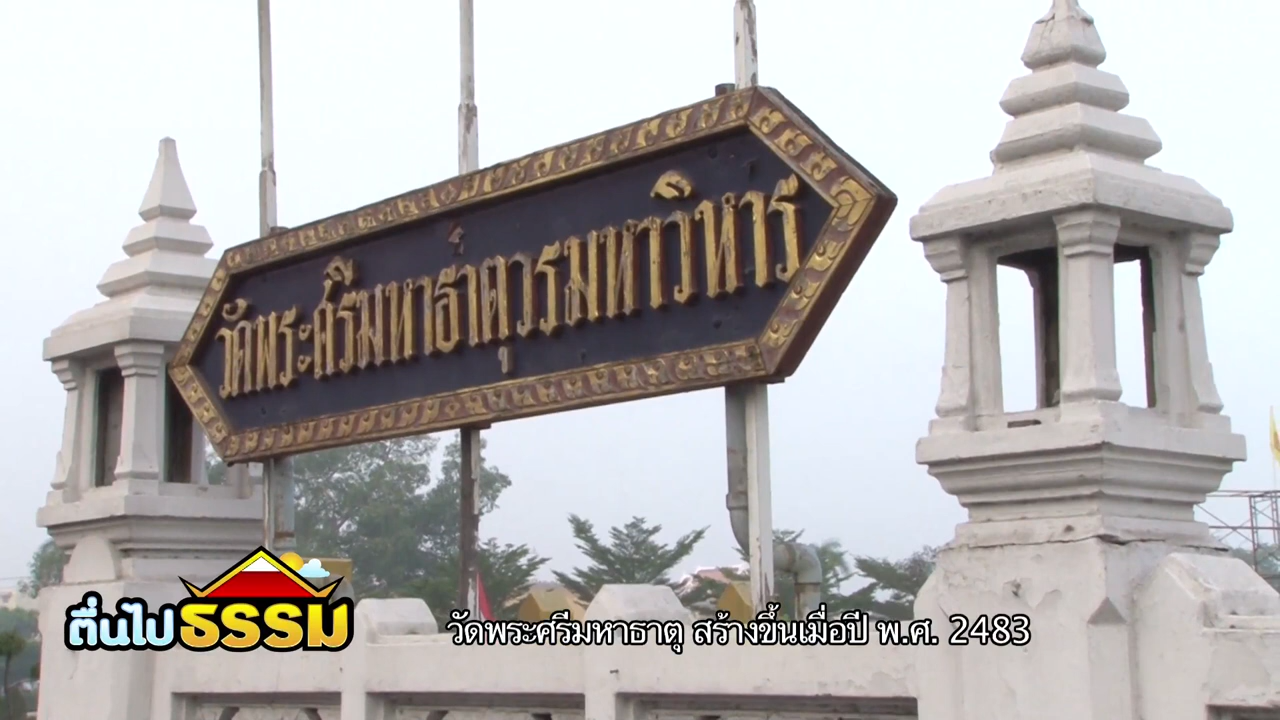 วัดพระศรีมหาธาตุวรมหาวิหาร
ตื่นไปธรรม
วัดพระศรีมหาธาตุ สร้างขึ้นเมื่อปี พ.ศ. 2483